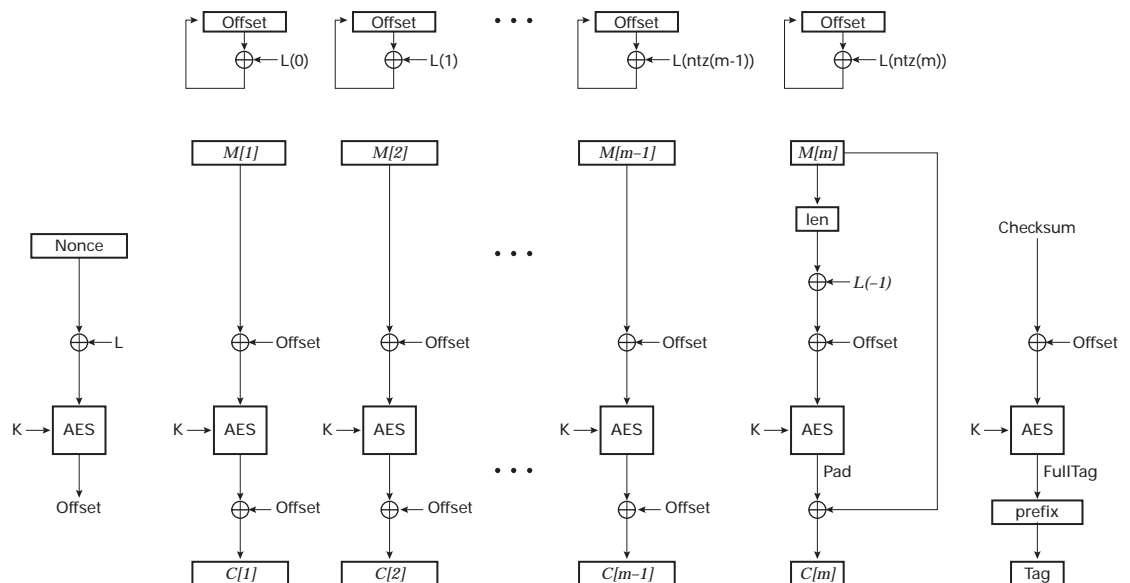 Offset Offset • • • Offset Offset
L(0) L(1) L(ntz(m-1)) L(ntz(m))
M[1] M[2] M[m−1] M[m]
len
Nonce • • • Checksum
L(−1)
L Offset Offset Offset Offset Offset
K AES K AES K AES K AES K AES K AES
• • • Pad FullTag
Offset Offset Offset Offset prefix
C[1] C[2] C[m−1] C[m] Tag